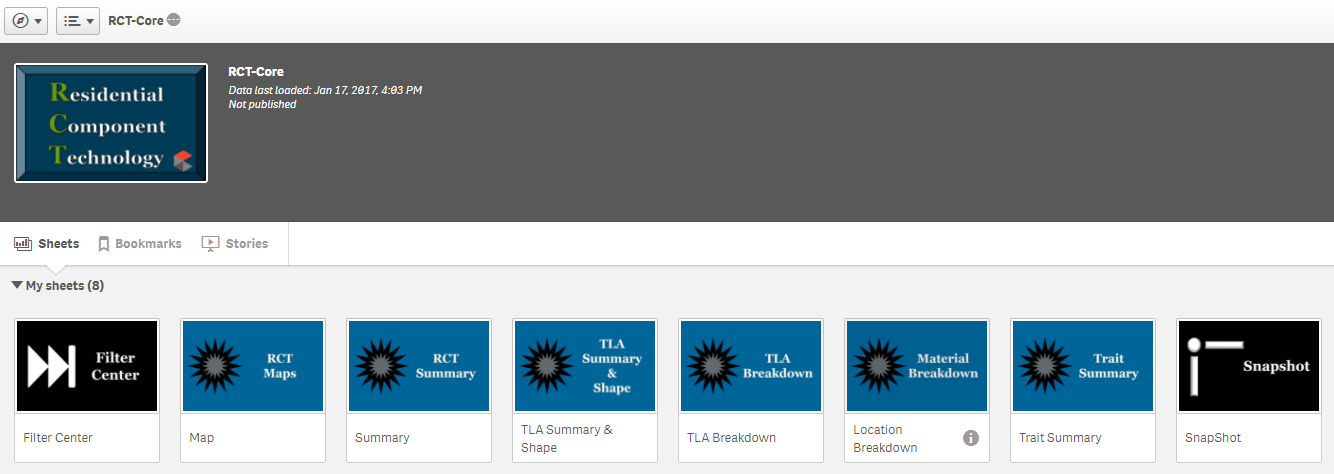 RCT-Core
Residential
Component
Technology
RCT-Core
Data last loaded: Jan 17, 2017, 4:03 PM
Not published
Sheets
Bookmarks
Stories
My sheets (8)
Filter
Center
Filter Center
RCT
Maps
Map
RCT
Summary
Summary
TLA
Summary
&
Shape
TLA Summary &
Shape
TLA
Breakdown
TLA Breakdown
Material
Breakdown
Location
Breakdown
Trait
Summary
Trait Summary
Snapshot
SnapShot